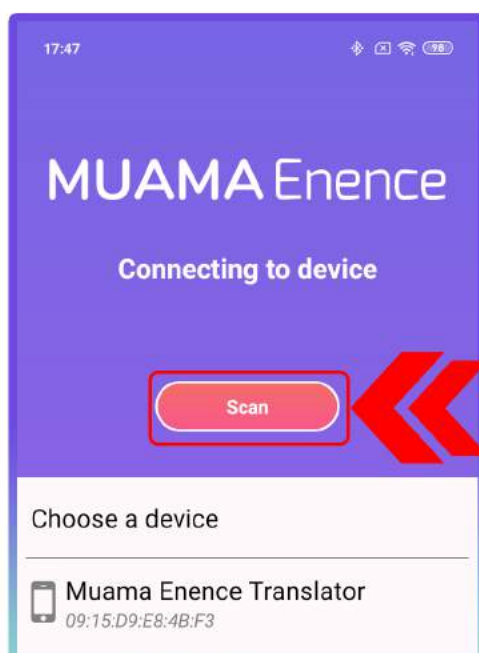 17:47
98
MUAMA Enence
Connecting to device
Scan
Choose a device
Muama Enence Translator
09:15:D9:E8:4B:F3